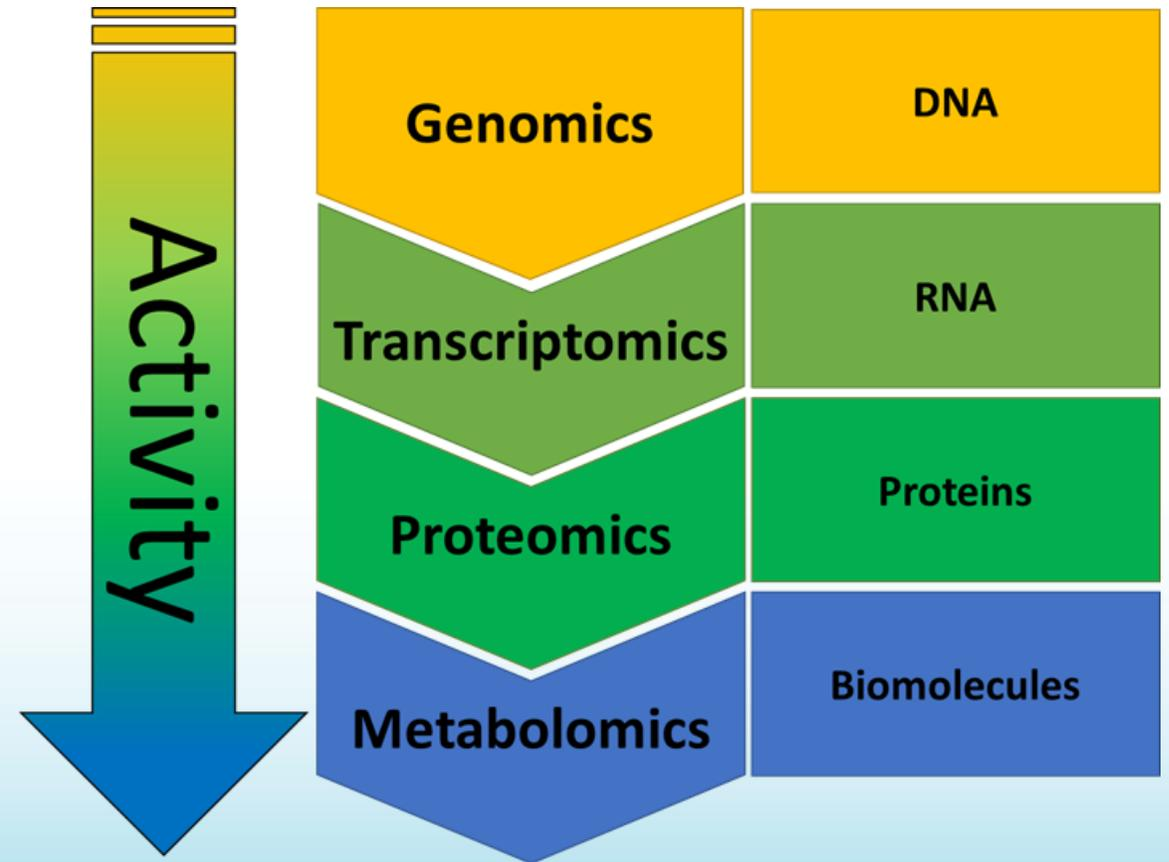 Activity
Genomics
DNA
Transcriptomics
RNA
Proteomics
Proteins
Metabolomics
Biomolecules